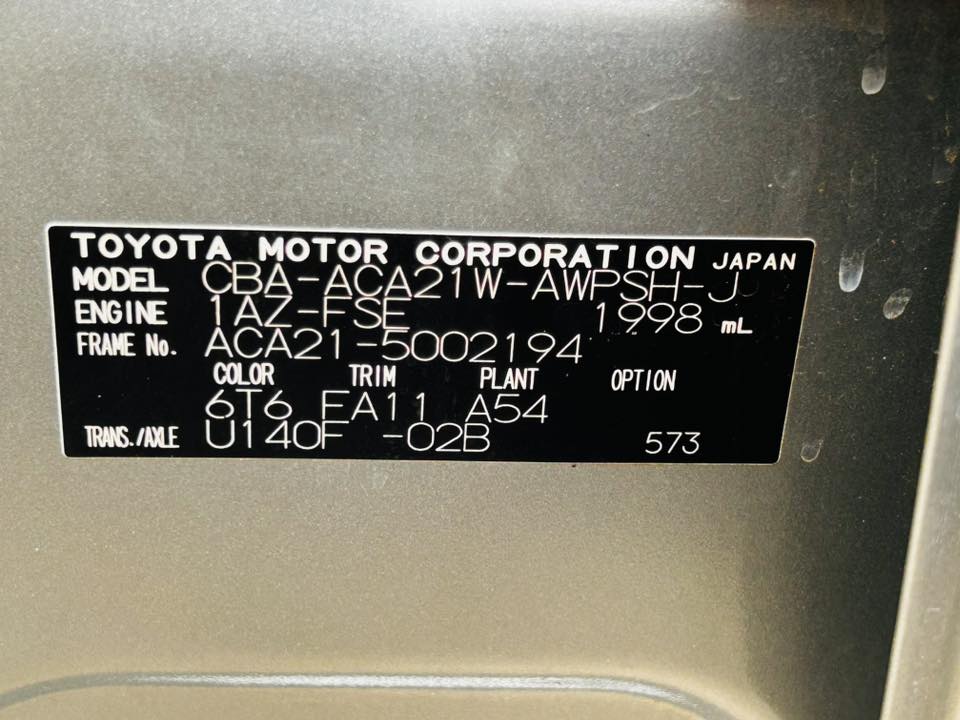 TOYOTA MOTOR CORPORATION JAPAN
MODEL CBA-ACA21W-AWPSH-J
ENGINE 1AZ-FSE 1998 mL
FRAME No. ACA21-5002194
COLOR TRIM PLANT OPTION
6T6 FA11 A54
TRANS./AXLE U140F -02B 573